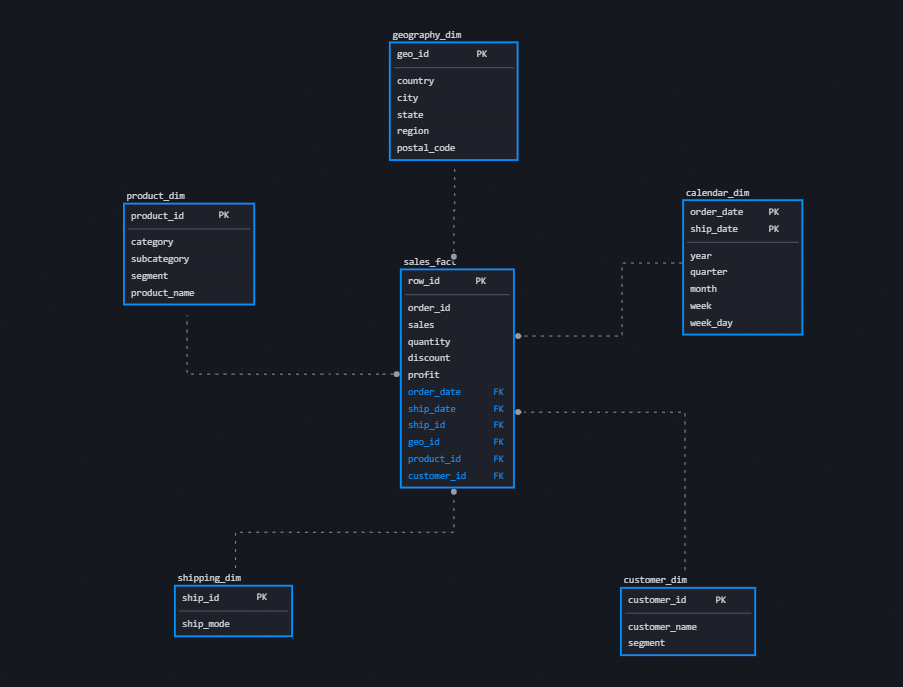 geography_dim
geo_id PK
country
city
state
region
postal_code
product_dim
product_id PK
category
subcategory
segment
product_name
calendar_dim
order_date PK
ship_date PK
year
quarter
month
week
week_day
sales_fact
row_id PK
order_id
sales
quantity
discount
profit
order_date FK
ship_date FK
ship_id FK
geo_id FK
product_id FK
customer_id FK
shipping_dim
ship_id PK
ship_mode
customer_dim
customer_id PK
customer_name
segment